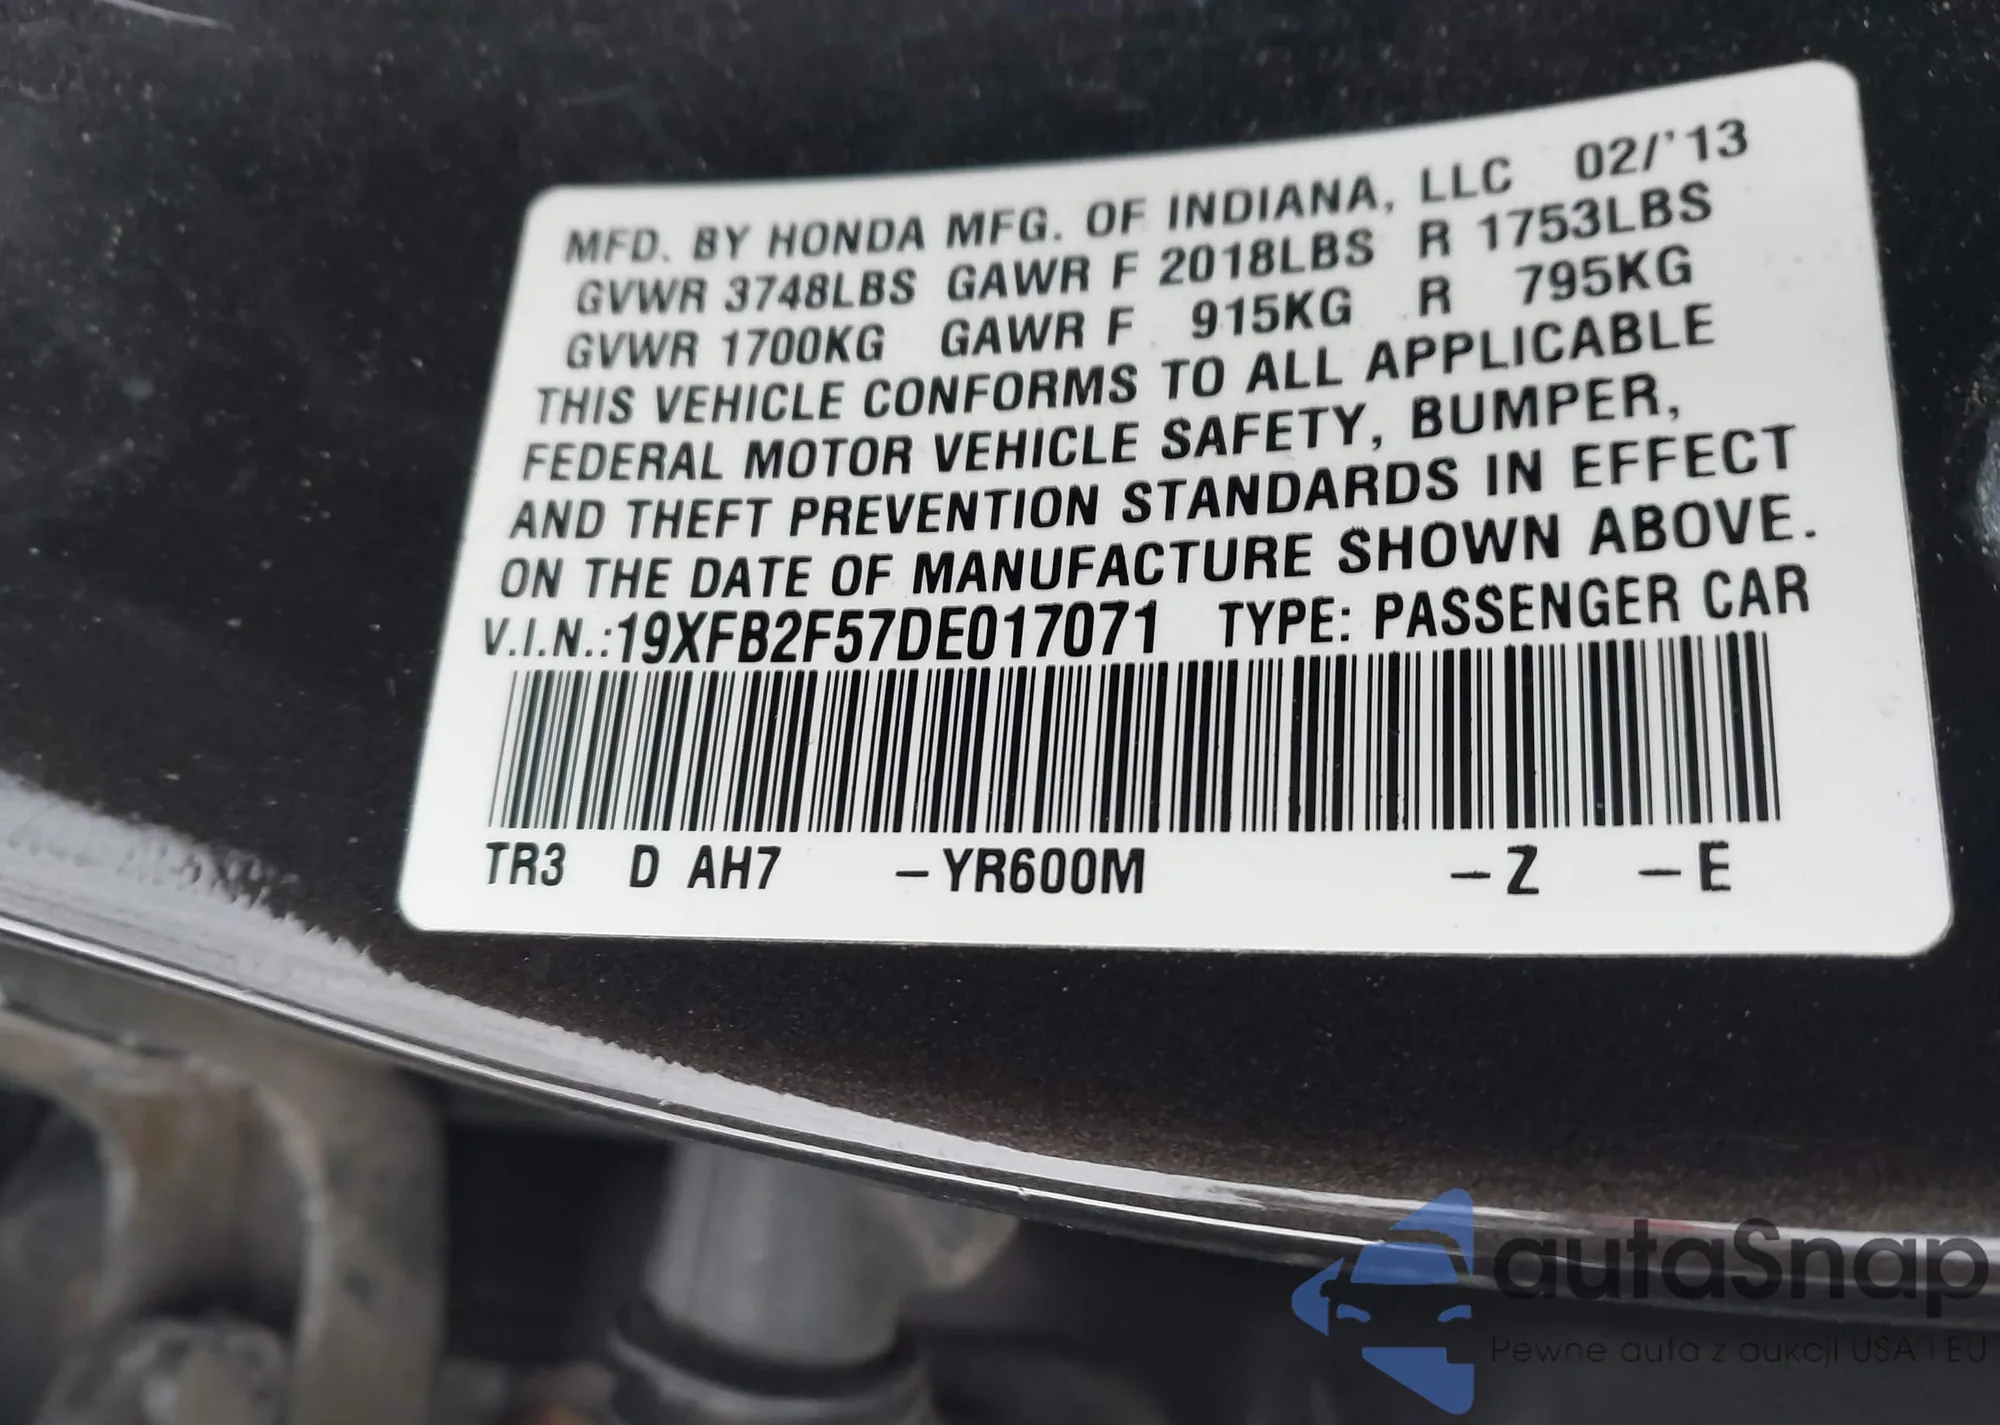 MFD. BY HONDA MFG. OF INDIANA, LLC 02/'13
GVWR 3748LBS GAWR F 2018LBS R 1753LBS
GVWR 1700KG GAWR F 915KG R 795KG
THIS VEHICLE CONFORMS TO ALL APPLICABLE
FEDERAL MOTOR VEHICLE SAFETY, BUMPER,
AND THEFT PREVENTION STANDARDS IN EFFECT
ON THE DATE OF MANUFACTURE SHOWN ABOVE.
V.I.N.:19XFB2F57DE017071 TYPE: PASSENGER CAR
TR3 D AH7 -YR600M -Z -E
autaSnap
Pewne auta z aukcji USA i EU